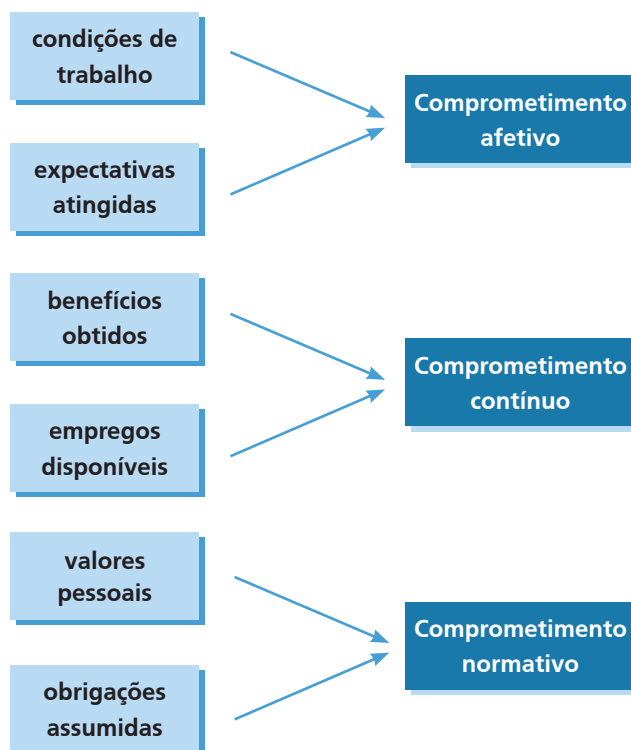 condições de
trabalho
Comprometimento
afetivo
expectativas
atingidas
benefícios
obtidos
Comprometimento
contínuo
empregos
disponíveis
valores
pessoais
Comprometimento
normativo
obrigações
assumidas